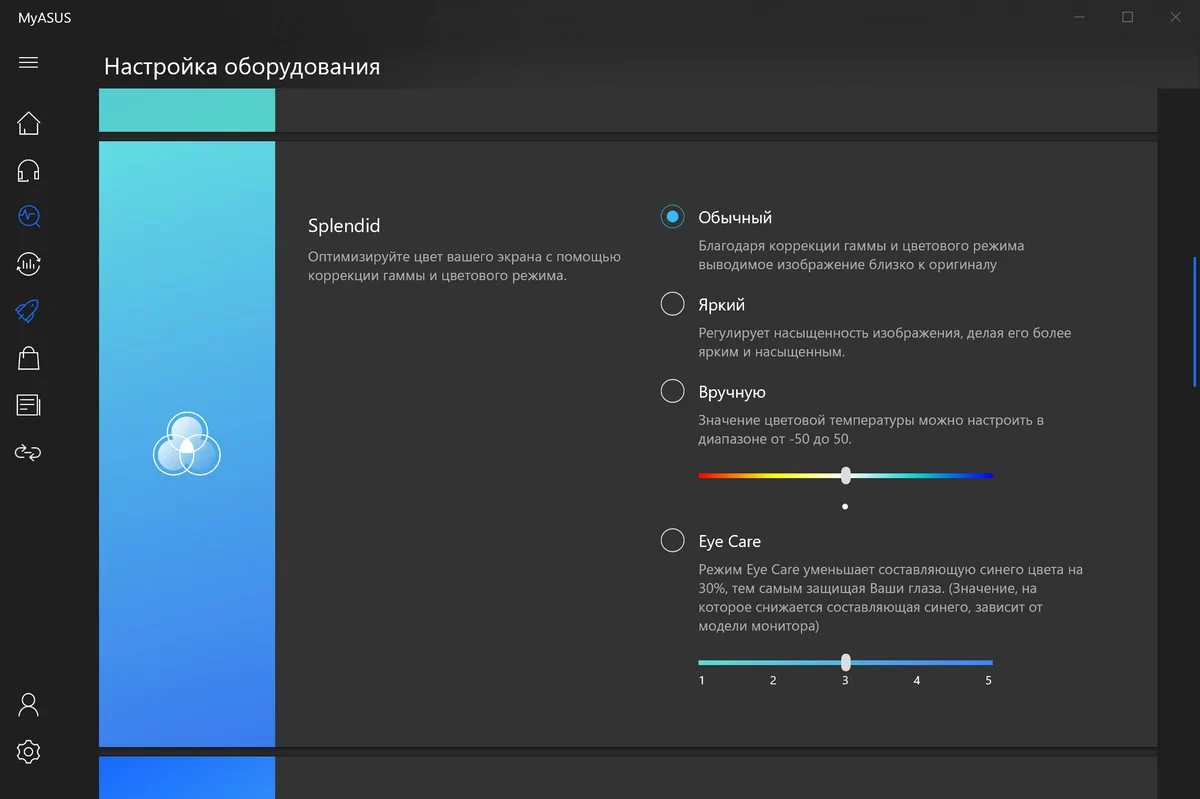 MyASUS
Настройка оборудования
Splendid
Оптимизируйте цвет вашего экрана с помощью
коррекции гаммы и цветового режима.
Обычный
Благодаря коррекции гаммы и цветового режима
выводимое изображение близко к оригиналу
Яркий
Регулирует насыщенность изображения, делая его более
ярким и насыщенным.
Вручную
Значение цветовой температуры можно настроить в
диапазоне от -50 до 50.
Eye Care
Режим Eye Care уменьшает составляющую синего цвета на
30%, тем самым защищая Ваши глаза. (Значение, на
которое снижается составляющая синего, зависит от
модели монитора)
1 2 3 4 5